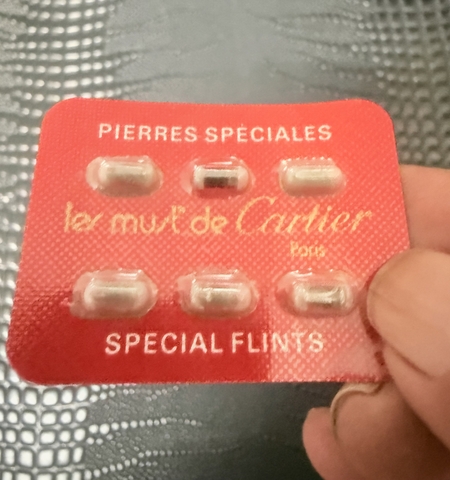 PIERRES SPÉCIALES
les must de Cartier
Paris
SPECIAL FLINTS